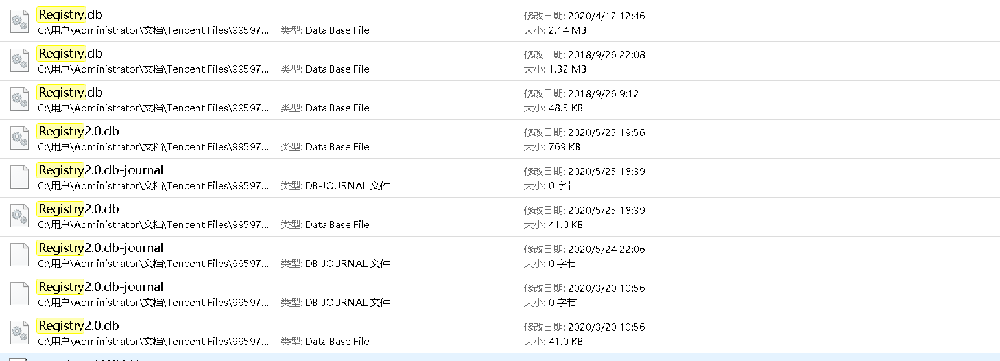 Registry.db
修改日期: 2020/4/12 12:46
C:\用户\Administrator\文档\Tencent Files\99597... 类型: Data Base File
大小: 2.14 MB
Registry.db
修改日期: 2018/9/26 22:08
C:\用户\Administrator\文档\Tencent Files\99597... 类型: Data Base File
大小: 1.32 MB
Registry.db
修改日期: 2018/9/26 9:12
C:\用户\Administrator\文档\Tencent Files\99597... 类型: Data Base File
大小: 48.5 KB
Registry2.0.db
修改日期: 2020/5/25 19:56
C:\用户\Administrator\文档\Tencent Files\99597... 类型: Data Base File
大小: 769 KB
Registry2.0.db-journal
修改日期: 2020/5/25 18:39
C:\用户\Administrator\文档\Tencent Files\99597... 类型: DB-JOURNAL 文件
大小: 0 字节
Registry2.0.db
修改日期: 2020/5/25 18:39
C:\用户\Administrator\文档\Tencent Files\99597... 类型: Data Base File
大小: 41.0 KB
Registry2.0.db-journal
修改日期: 2020/5/24 22:06
C:\用户\Administrator\文档\Tencent Files\99597... 类型: DB-JOURNAL 文件
大小: 0 字节
Registry2.0.db-journal
修改日期: 2020/3/20 10:56
C:\用户\Administrator\文档\Tencent Files\99597... 类型: DB-JOURNAL 文件
大小: 0 字节
Registry2.0.db
修改日期: 2020/3/20 10:56
C:\用户\Administrator\文档\Tencent Files\99597... 类型: Data Base File
大小: 41.0 KB